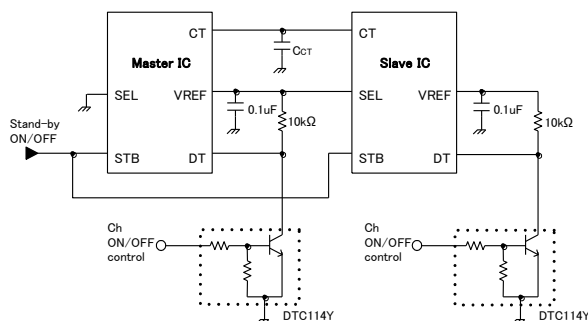 CT
CT
CCT
Master IC
Slave IC
SEL
VREF
SEL
VREF
0.1uF
10kΩ
0.1uF
10kΩ
Stand-by
ON/OFF
STB
DT
STB
DT
Ch
ON/OFF
control
Ch
ON/OFF
control
DTC114Y
DTC114Y